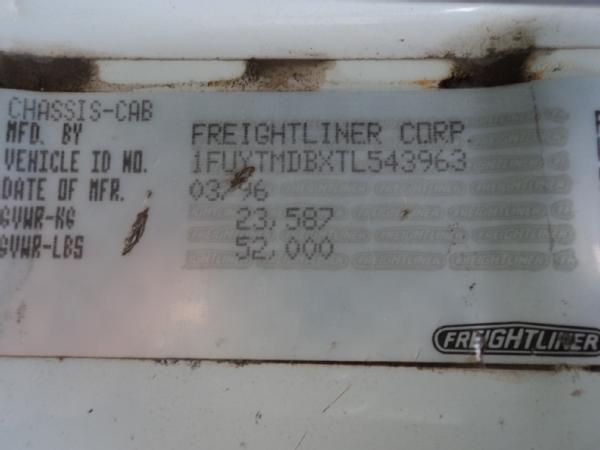 CHASSIS-CAB
MFD. BY FREIGHTLINER CORP.
VEHICLE ID NO. 1FUYTMDBXTL543963
DATE OF MFR. 03/96
GVWR-KG 23,587
GVWR-LBS 52,000
FREIGHTLINER